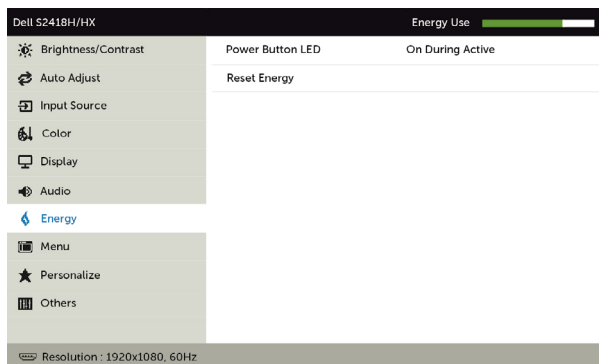 Dell S2418H/HX Energy Use
Brightness/Contrast Power Button LED On During Active
Auto Adjust Reset Energy
Input Source
Color
Display
Audio
Energy
Menu
Personalize
Others
Resolution : 1920x1080, 60Hz